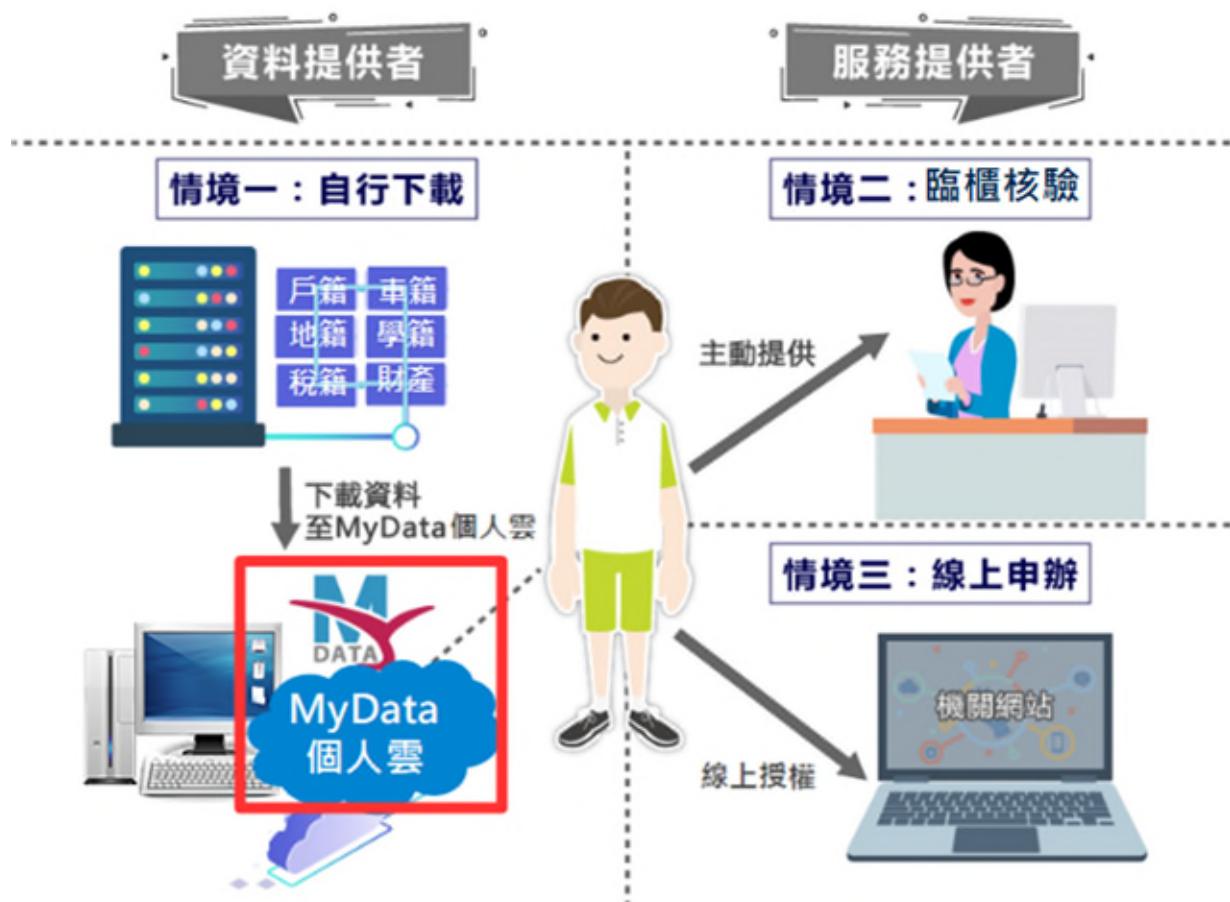 資料提供者
服務提供者
情境一：自行下載
戶籍 車籍
地籍 學籍
稅籍 財產
下載資料
至MyData個人雲
MY
DATA
MyData
個人雲
情境二：臨櫃核驗
主動提供
情境三：線上申辦
機關網站
線上授權